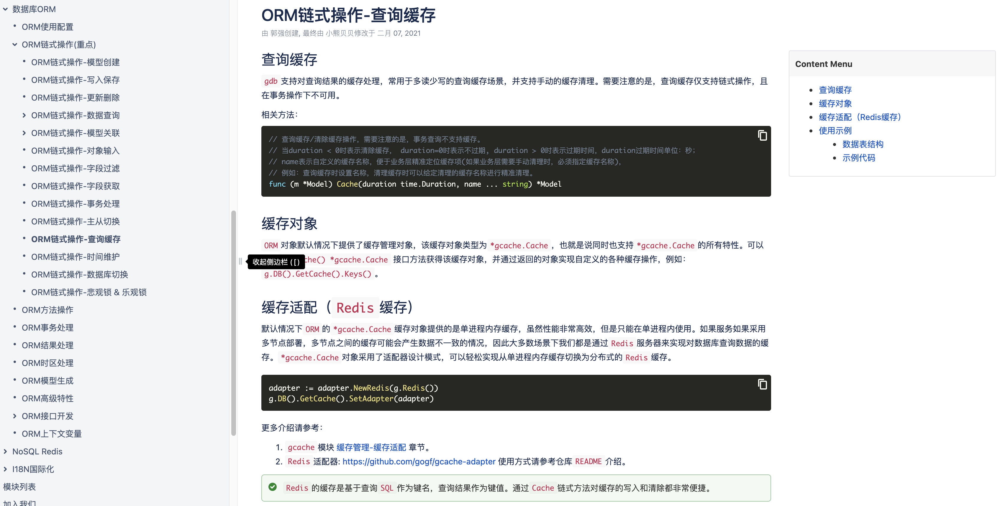 数据库ORM
ORM使用配置
ORM链式操作(重点)
ORM链式操作-模型创建
ORM链式操作-写入保存
ORM链式操作-更新删除
ORM链式操作-数据查询
ORM链式操作-模型关联
ORM链式操作-对象输入
ORM链式操作-字段过滤
ORM链式操作-字段获取
ORM链式操作-事务处理
ORM链式操作-主从切换
ORM链式操作-查询缓存
ORM链式操作-时间维护
ORM链式操作-数据库切换
ORM链式操作-悲观锁 & 乐观锁
ORM方法操作
ORM事务处理
ORM结果处理
ORM时区处理
ORM模型生成
ORM高级特性
ORM接口开发
ORM上下文变量
NoSQL Redis
I18N国际化
模块列表
加入我们
收起侧边栏 ([)
ORM链式操作-查询缓存
由 郭强创建, 最终由 小熊贝贝修改于 二月 07, 2021
查询缓存
gdb 支持对查询结果的缓存处理，常用于多读少写的查询缓存场景，并支持手动的缓存清理。需要注意的是，查询缓存仅支持链式操作，且
在事务操作下不可用。
相关方法：
// 查询缓存/清除缓存操作，需要注意的是，事务查询不支持缓存。
// 当duration < 0时表示清除缓存， duration=0时表示不过期, duration > 0时表示过期时间，duration过期时间单位：秒；
// name表示自定义的缓存名称，便于业务层精准定位缓存项(如果业务层需要手动清理时，必须指定缓存名称)，
// 例如：查询缓存时设置名称，清理缓存时可以给定清理的缓存名称进行精准清理。
func (m *Model) Cache(duration time.Duration, name ... string) *Model
缓存对象
ORM 对象默认情况下提供了缓存管理对象，该缓存对象类型为 *gcache.Cache ，也就是说同时也支持 *gcache.Cache 的所有特性。可以
che() *gcache.Cache 接口方法获得该缓存对象，并通过返回的对象实现自定义的各种缓存操作，例如：
g.DB().GetCache().Keys() 。
缓存适配（ Redis 缓存）
默认情况下 ORM 的 *gcache.Cache 缓存对象提供的是单进程内存缓存，虽然性能非常高效，但是只能在单进程内使用。如果服务如果采用
多节点部署，多节点之间的缓存可能会产生数据不一致的情况，因此大多数场景下我们都是通过 Redis 服务器来实现对数据库查询数据的缓
存。 *gcache.Cache 对象采用了适配器设计模式，可以轻松实现从单进程内存缓存切换为分布式的 Redis 缓存。
adapter := adapter.NewRedis(g.Redis())
g.DB().GetCache().SetAdapter(adapter)
更多介绍请参考：
1. gcache 模块 缓存管理-缓存适配 章节。
2. Redis 适配器: https://github.com/gogf/gcache-adapter 使用方式请参考仓库 README 介绍。
Redis 的缓存是基于查询 SQL 作为键名，查询结果作为键值。通过 Cache 链式方法对缓存的写入和清除都非常便捷。
Content Menu
查询缓存
缓存对象
缓存适配（Redis缓存）
使用示例
数据表结构
示例代码